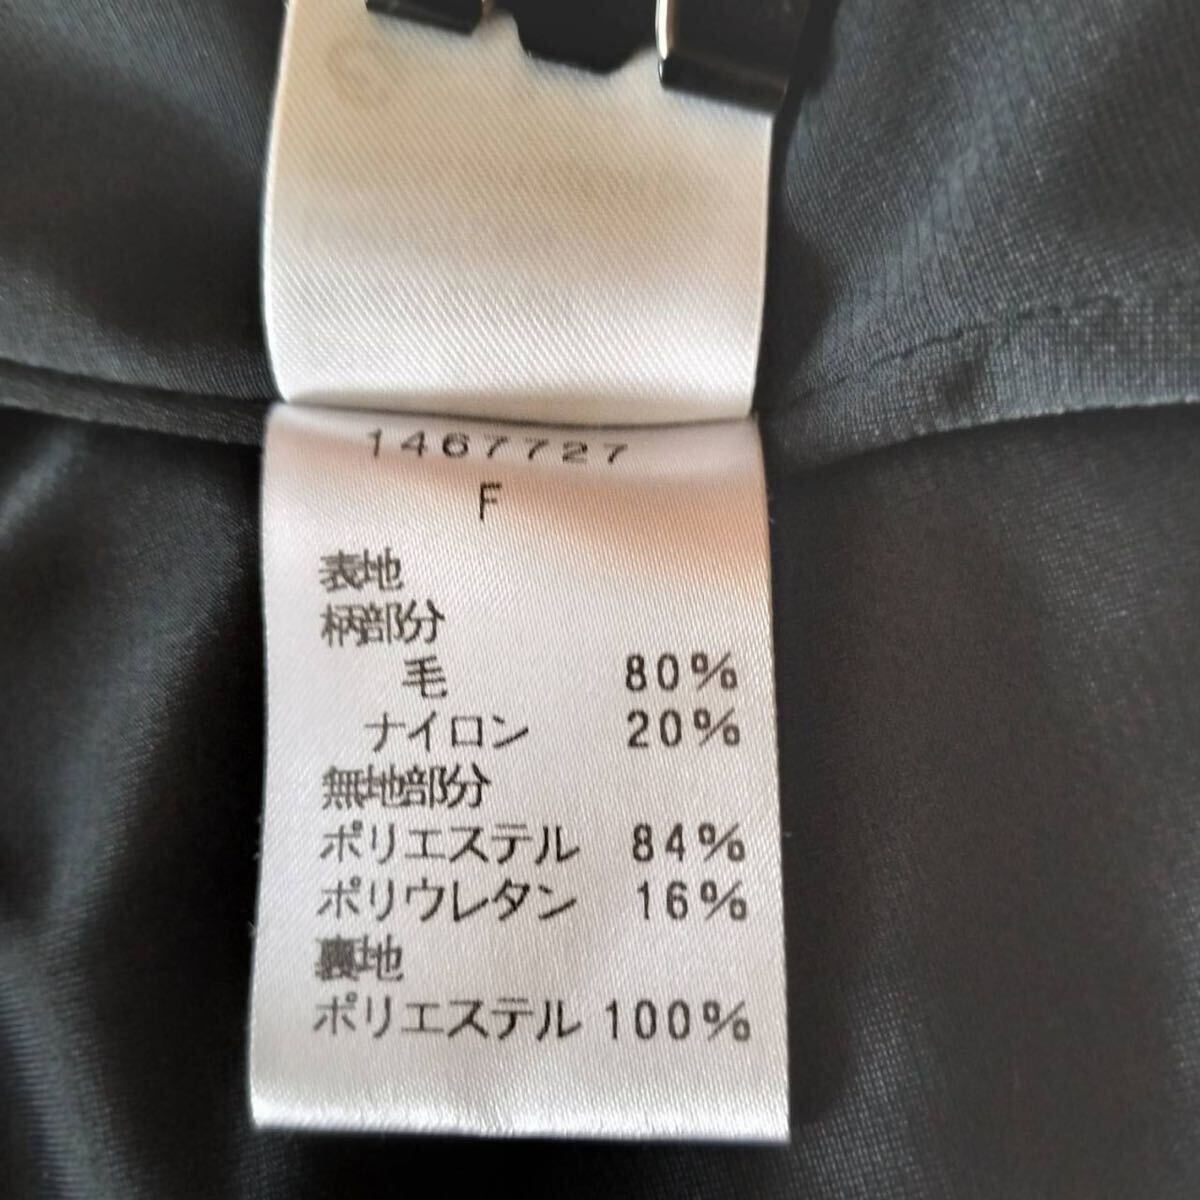 1467727
F
表地
柄部分
毛 80%
ナイロン 20%
無地部分
ポリエステル 84%
ポリウレタン 16%
裏地
ポリエステル 100%